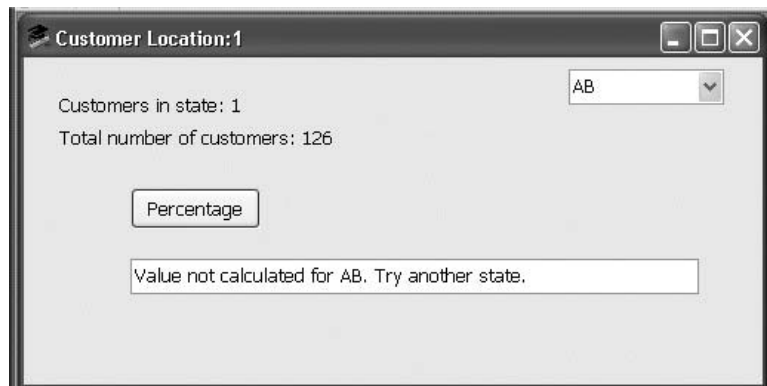 Customer Location:1
AB
Customers in state: 1
Total number of customers: 126
Percentage
Value not calculated for AB. Try another state.